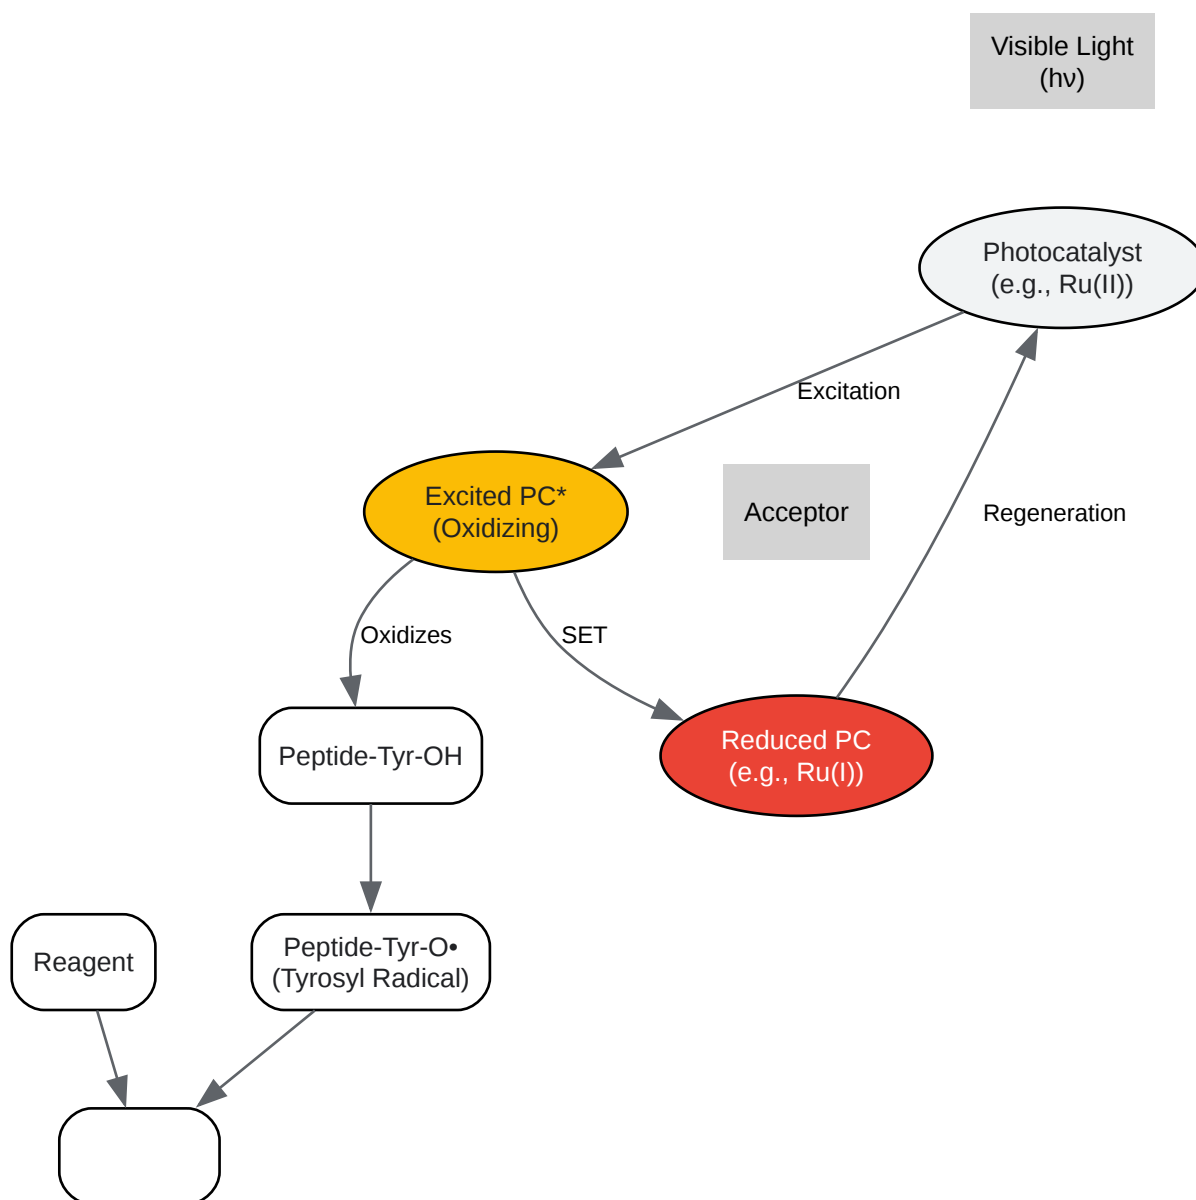 Visible Light
(hν)
Photocatalyst
(e.g., Ru(II))
Excitation
Excited PC*
(Oxidizing)
Acceptor
Regeneration
Oxidizes
SET
Peptide-Tyr-OH
Reduced PC
(e.g., Ru(I))
Reagent
Peptide-Tyr-O•
(Tyrosyl Radical)